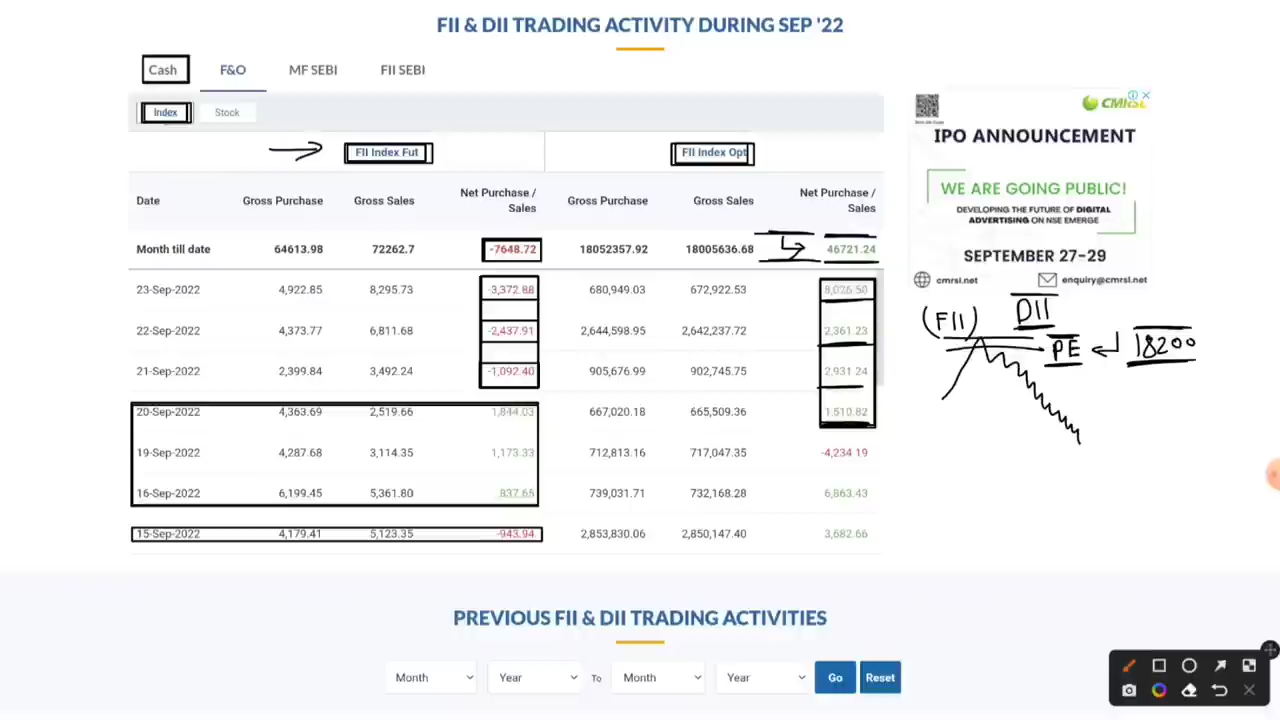 FII & DII TRADING ACTIVITY DURING SEP '22
Cash F&O MF SEBI FII SEBI
Index Stock
FII Index Fut FII Index Opt
Date Gross Purchase Gross Sales Net Purchase / Sales Gross Purchase Gross Sales Net Purchase / Sales
Month till date 64613.98 72262.7 -7648.72 18052357.92 18005636.68 46721.24
23-Sep-2022 4,922.85 8,295.73 -3,372.88 680,949.03 672,922.53 8,026.50
22-Sep-2022 4,373.77 6,811.68 -2,437.91 2,644,598.95 2,642,237.72 2,361.23
21-Sep-2022 2,399.84 3,492.24 -1,092.40 905,676.99 902,745.75 2,931.24
20-Sep-2022 4,363.69 2,519.66 1,844.03 667,020.18 665,509.36 1,510.82
19-Sep-2022 4,287.68 3,114.35 1,173.33 712,813.16 717,047.35 -4,234.19
16-Sep-2022 6,199.45 5,361.80 837.65 739,031.71 732,168.28 6,863.43
15-Sep-2022 4,179.41 5,123.35 -943.94 2,853,830.06 2,850,147.40 3,682.66
IPO ANNOUNCEMENT
WE ARE GOING PUBLIC!
DEVELOPING THE FUTURE OF DIGITAL
ADVERTISING ON NSE EMERGE
SEPTEMBER 27-29
cmrsl.net enquiry@cmrsl.net
(FII) DII
PE 18200
PREVIOUS FII & DII TRADING ACTIVITIES
Month Year To Month Year Go Reset